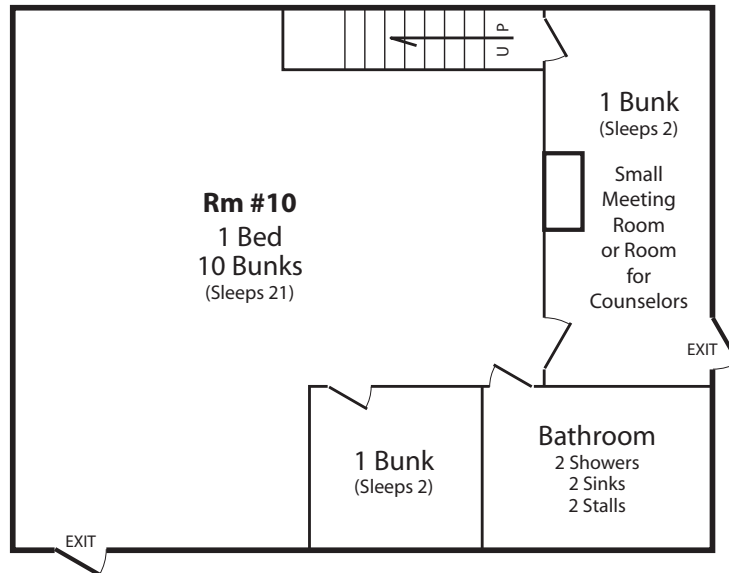 UP
1 Bunk
(Sleeps 2)
Small
Meeting
Room
or Room
for
Counselors
Rm #10
1 Bed
10 Bunks
(Sleeps 21)
EXIT
1 Bunk
(Sleeps 2)
Bathroom
2 Showers
2 Sinks
2 Stalls
EXIT